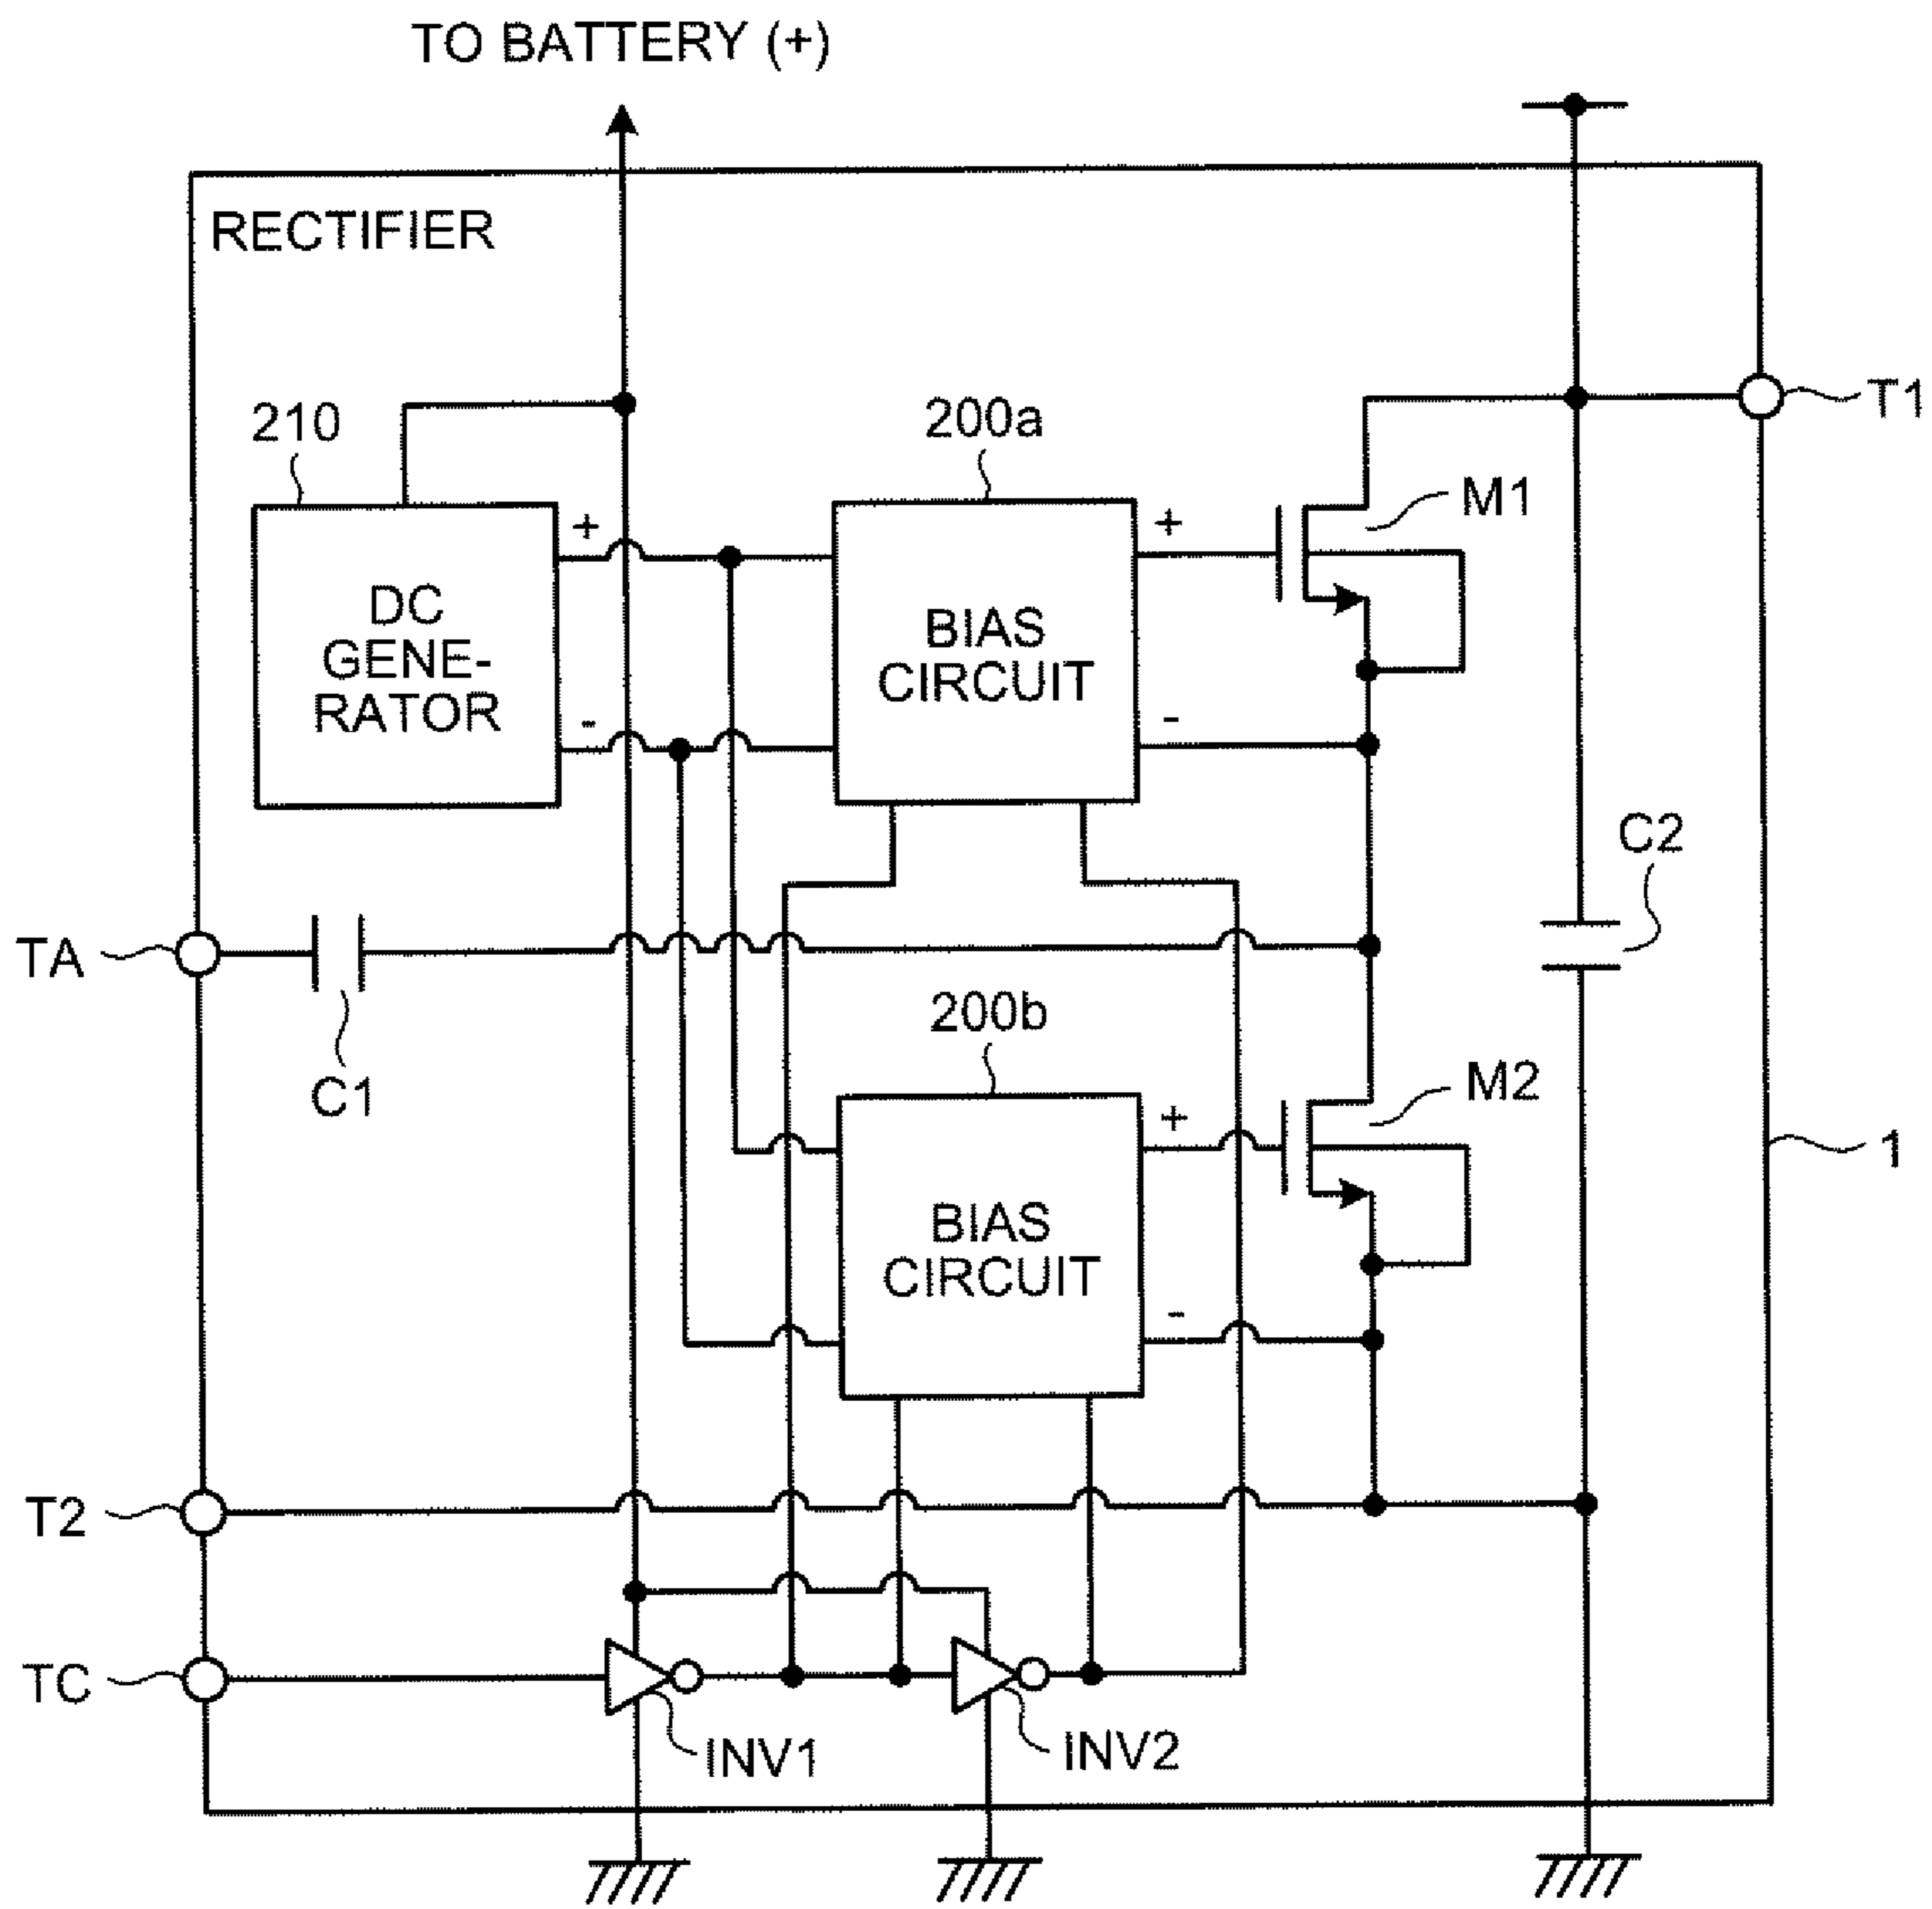 TO BATTERY (+)
RECTIFIER
T1
210
200a
M1
+
+
DC
GENE-
RATOR
BIAS
CIRCUIT
-
-
C2
TA
C1
200b
M2
+
1
BIAS
CIRCUIT
-
T2
TC
INV1
INV2